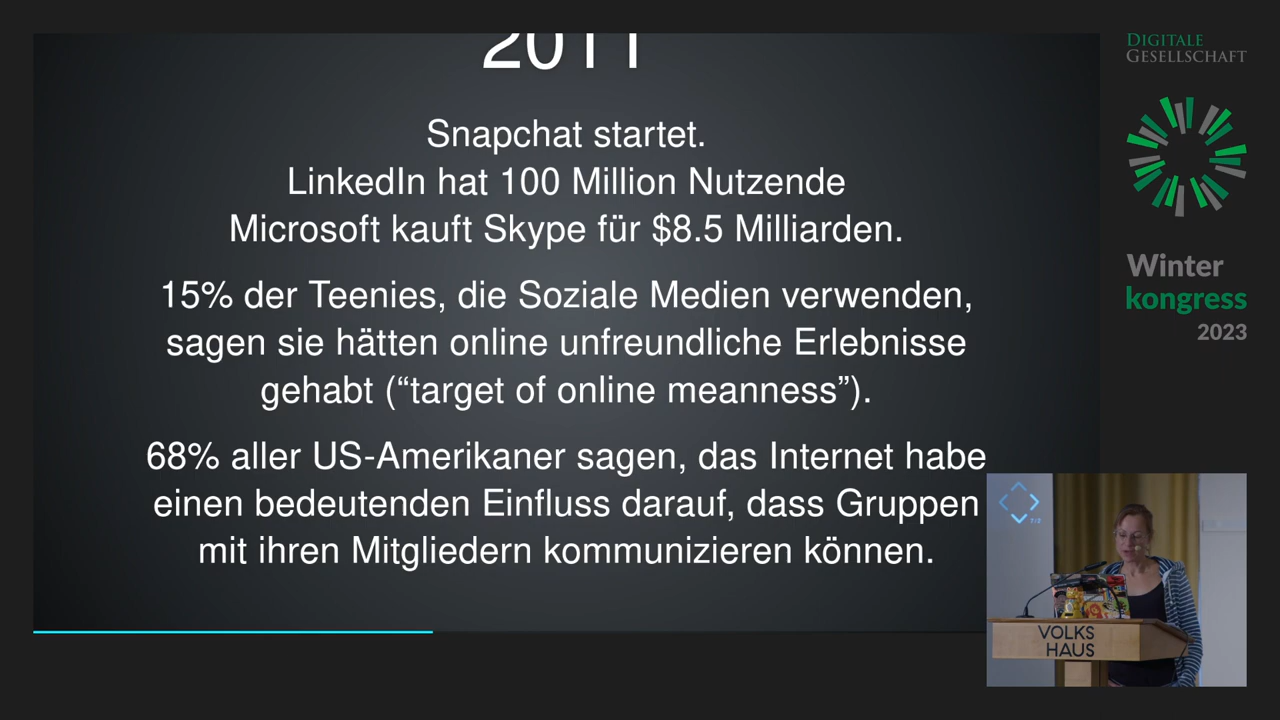 2011
Snapchat startet.
LinkedIn hat 100 Million Nutzende
Microsoft kauft Skype für $8.5 Milliarden.
15% der Teenies, die Soziale Medien verwenden,
sagen sie hätten online unfreundliche Erlebnisse
gehabt (“target of online meanness”).
68% aller US-Amerikaner sagen, das Internet habe
einen bedeutenden Einfluss darauf, dass Gruppen
mit ihren Mitgliedern kommunizieren können.
DIGITALE
GESELLSCHAFT
Winter
kongress
2023
VOLKS
HAUS